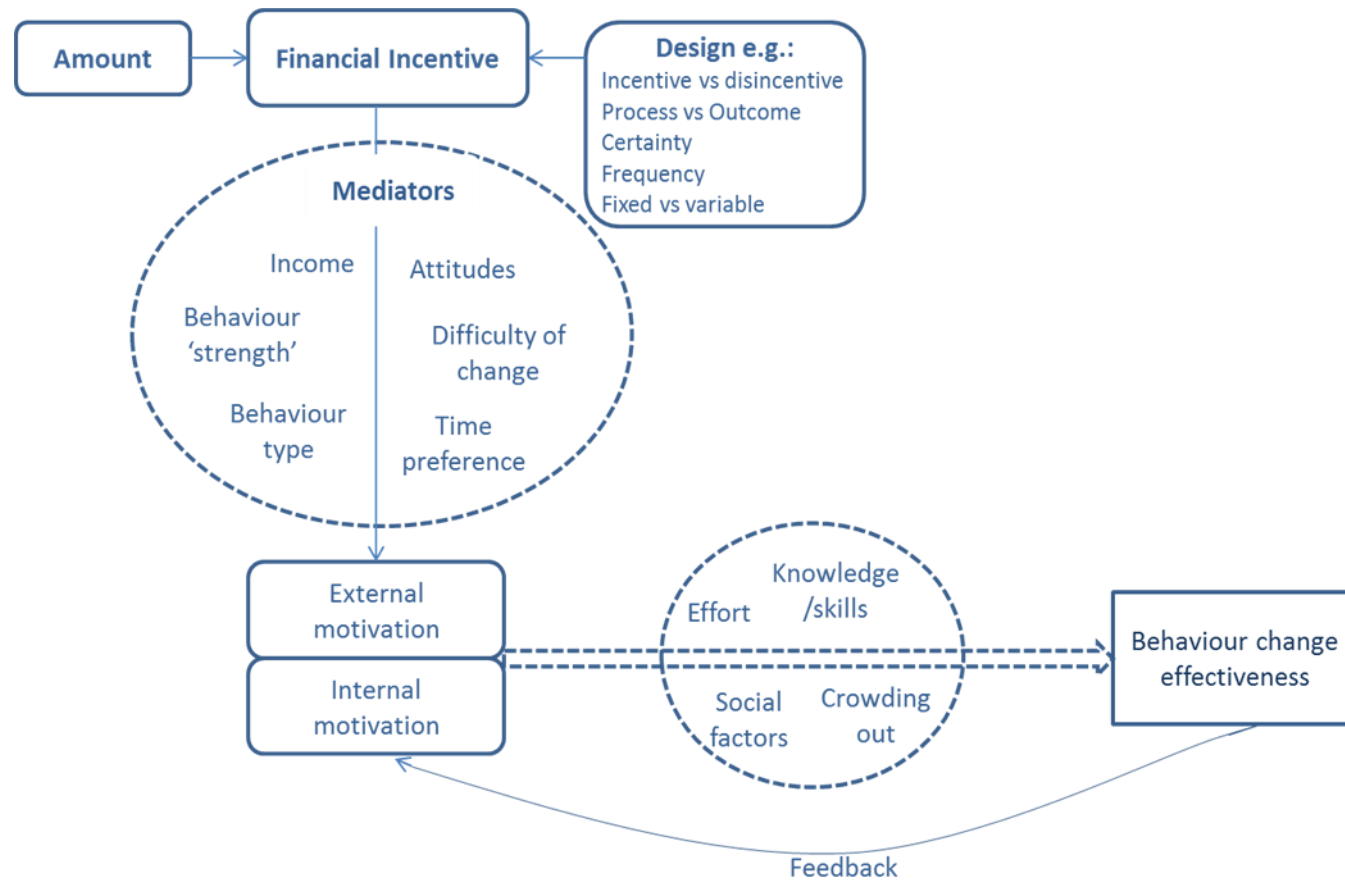 Amount
Financial Incentive
Design e.g.:
Incentive vs disincentive
Process vs Outcome
Certainty
Frequency
Fixed vs variable
Mediators
Income
Attitudes
Behaviour
‘strength’
Difficulty of
change
Behaviour
type
Time
preference
External
motivation
Internal
motivation
Effort
Knowledge
/skills
Social
factors
Crowding
out
Behaviour change
effectiveness
Feedback